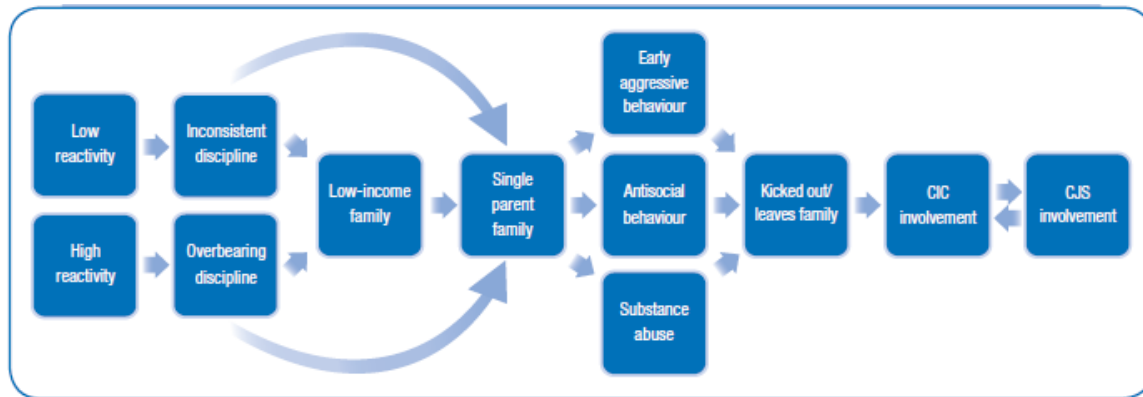 Low
reactivity
Inconsistent
discipline
High
reactivity
Overbearing
discipline
Low-income
family
Single
parent
family
Early
aggressive
behaviour
Antisocial
behaviour
Substance
abuse
Kicked out/
leaves family
CIC
involvement
CJS
involvement